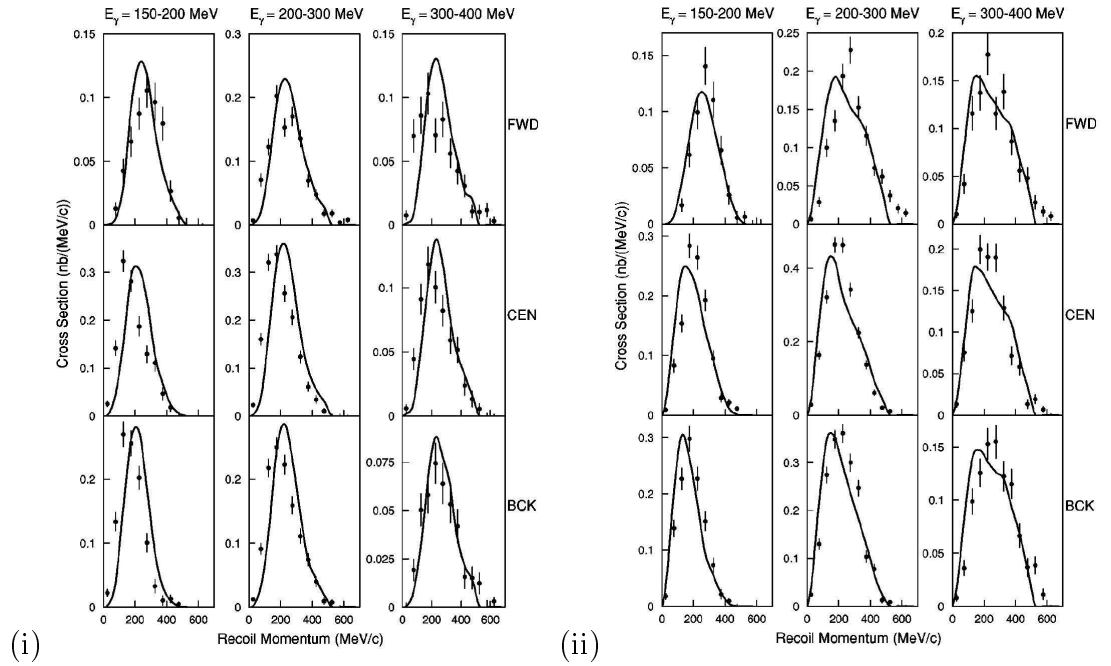 E_γ = 150-200 MeV E_γ = 200-300 MeV E_γ = 300-400 MeV E_γ = 150-200 MeV E_γ = 200-300 MeV E_γ = 300-400 MeV
0.15 0.3 0.15 0.15 0.25 0.2
0.2 0.15
0.1 0.2 0.1 0.1 0.15
FWD FWD
0.1 0.1
0.05 0.1 0.05 0.05 0.05 0.05
0 0 0 0 0 0
Cross Section (nb/(MeV/c)) Cross Section (nb/(MeV/c))
0.3 0.3 0.1 0.3 0.4 0.2
0.2 0.2 0.2 0.15
CEN CEN
0.05 0.2 0.1
0.1 0.1 0.1 0.05
0 0 0 0 0 0
0.3 0.3 0.075 0.3 0.3 0.15
0.2 0.2 0.05 0.2 0.2 0.1
BCK BCK
0.1 0.1 0.025 0.1 0.1 0.05
0 0 0 0 0 0
0 200 400 600 0 200 400 600 0 200 400 600 0 200 400 600 0 200 400 600 0 200 400 600
Recoil Momentum (MeV/c) Recoil Momentum (MeV/c)
(i) (ii)